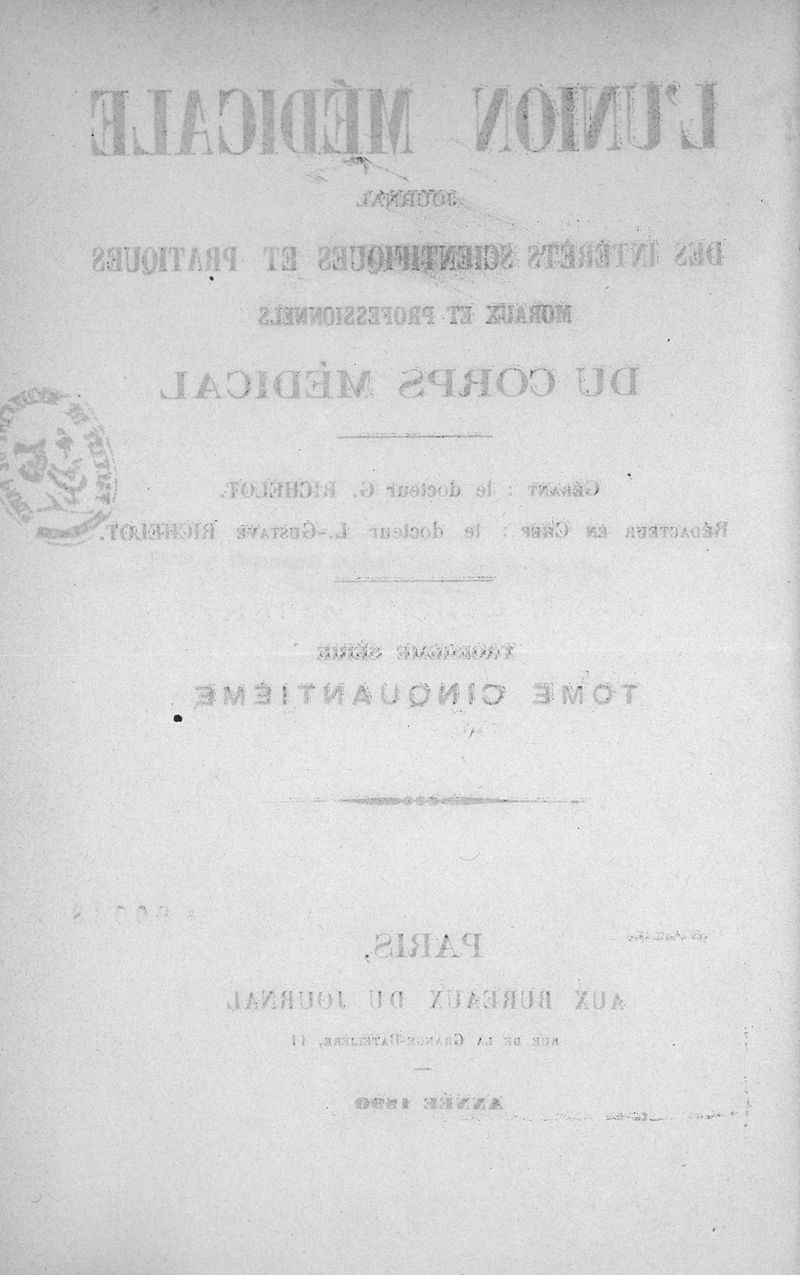 L'UNION MÉDICALE
JOURNAL
DES INTÉRÊTS SCIENTIFIQUES ET PRATIQUES
MORAUX ET PROFESSIONNELS
DU CORPS MÉDICAL
GÉRANT : le docteur G. RICHELOT.
RÉDACTEUR EN CHEF : le docteur L.-GUSTAVE RICHELOT.
TROISIÈME SÉRIE
TOME CINQUANTIÈME
PARIS,
AUX BUREAUX DU JOURNAL
RUE DE LA GRANGE-BATELIÈRE, 11
ANNÉE 1890